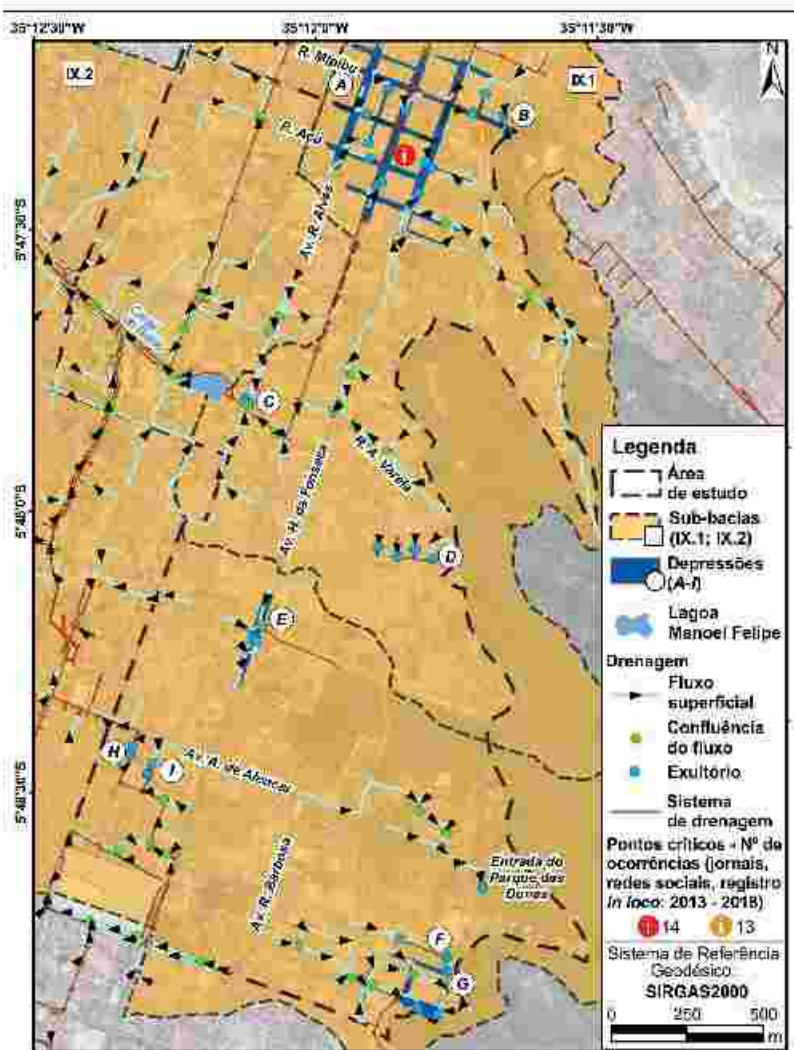 35°12'30"W
35°12'0"W
35°11'30"W
N
IX.2
R. Mipibu
A
IX.1
B
R. Açú
Av. R. Alves
5°47'30"S
C
R. A. Varela
Av. H. da Fonseca
5°48'0"S
D
E
H
I
Av. A. de Alencar
5°48'30"S
Av. R. Barbosa
Entrada do
Parque das
Dunas
F
G
Legenda
Área
de estudo
Sub-bacias
(IX.1; IX.2)
Depressões
(A-I)
Lagoa
Manoel Felipe
Drenagem
Fluxo
superficial
Confluência
do fluxo
Exultório
Sistema
de drenagem
Pontos críticos - Nº de
ocorrências (jornais,
redes sociais, registro
in loco: 2013 - 2018)
14
13
Sistema de Referência
Geodésico:
SIRGAS2000
0 250 500
m